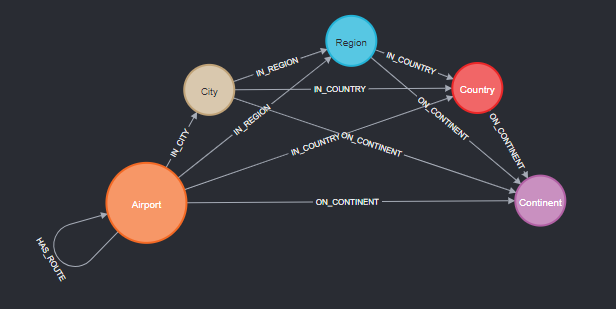 Region
IN_COUNTRY
IN_REGION
City
IN_COUNTRY
Country
IN_REGION
ON_CONTINENT
IN_CITY
IN_COUNTRY
ON_CONTINENT
ON_CONTINENT
Airport
ON_CONTINENT
Continent
HAS_ROUTE